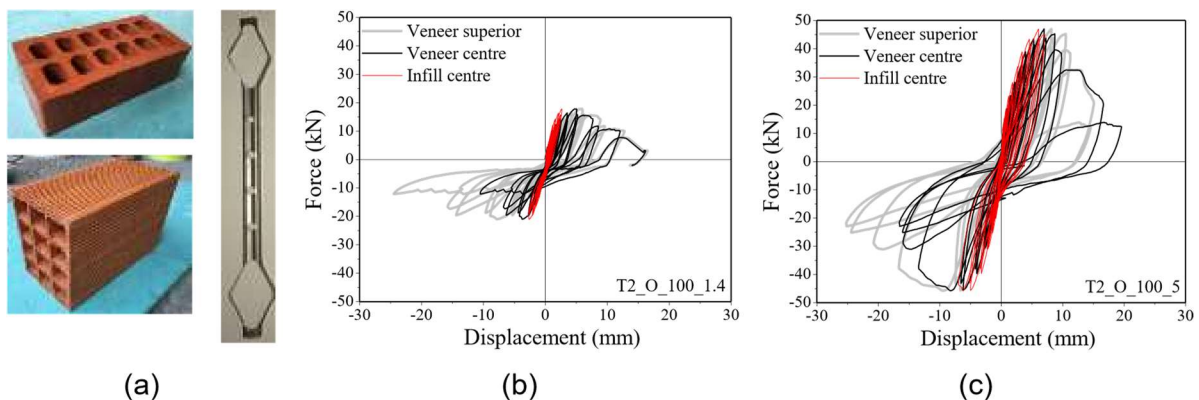 Veneer superior
Veneer centre
Infill centre
50
40
30
20
10
0
-10
-20
-30
-40
-50
-30
-20
-10
0
10
20
30
Force (kN)
Displacement (mm)
T2_O_100_1.4
Veneer superior
Veneer centre
Infill centre
50
40
30
20
10
0
-10
-20
-30
-40
-50
-30
-20
-10
0
10
20
30
Force (kN)
Displacement (mm)
T2_O_100_5
(a)
(b)
(c)